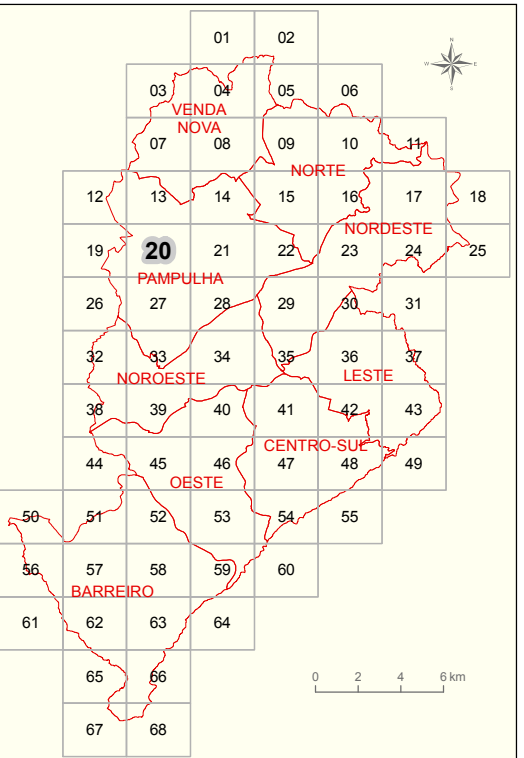 01 02
N
W E
S
03 04 05 06
VENDA
NOVA
07 08 09 10 11
NORTE
12 13 14 15 16 17 18
NORDESTE
19 20 21 22 23 24 25
PAMPULHA
26 27 28 29 30 31
32 33 34 35 36 37
NOROESTE LESTE
38 39 40 41 42 43
CENTRO-SUL
44 45 46 47 48 49
OESTE
50 51 52 53 54 55
56 57 58 59 60
BARREIRO
61 62 63 64
65 66
0 2 4 6 km
67 68